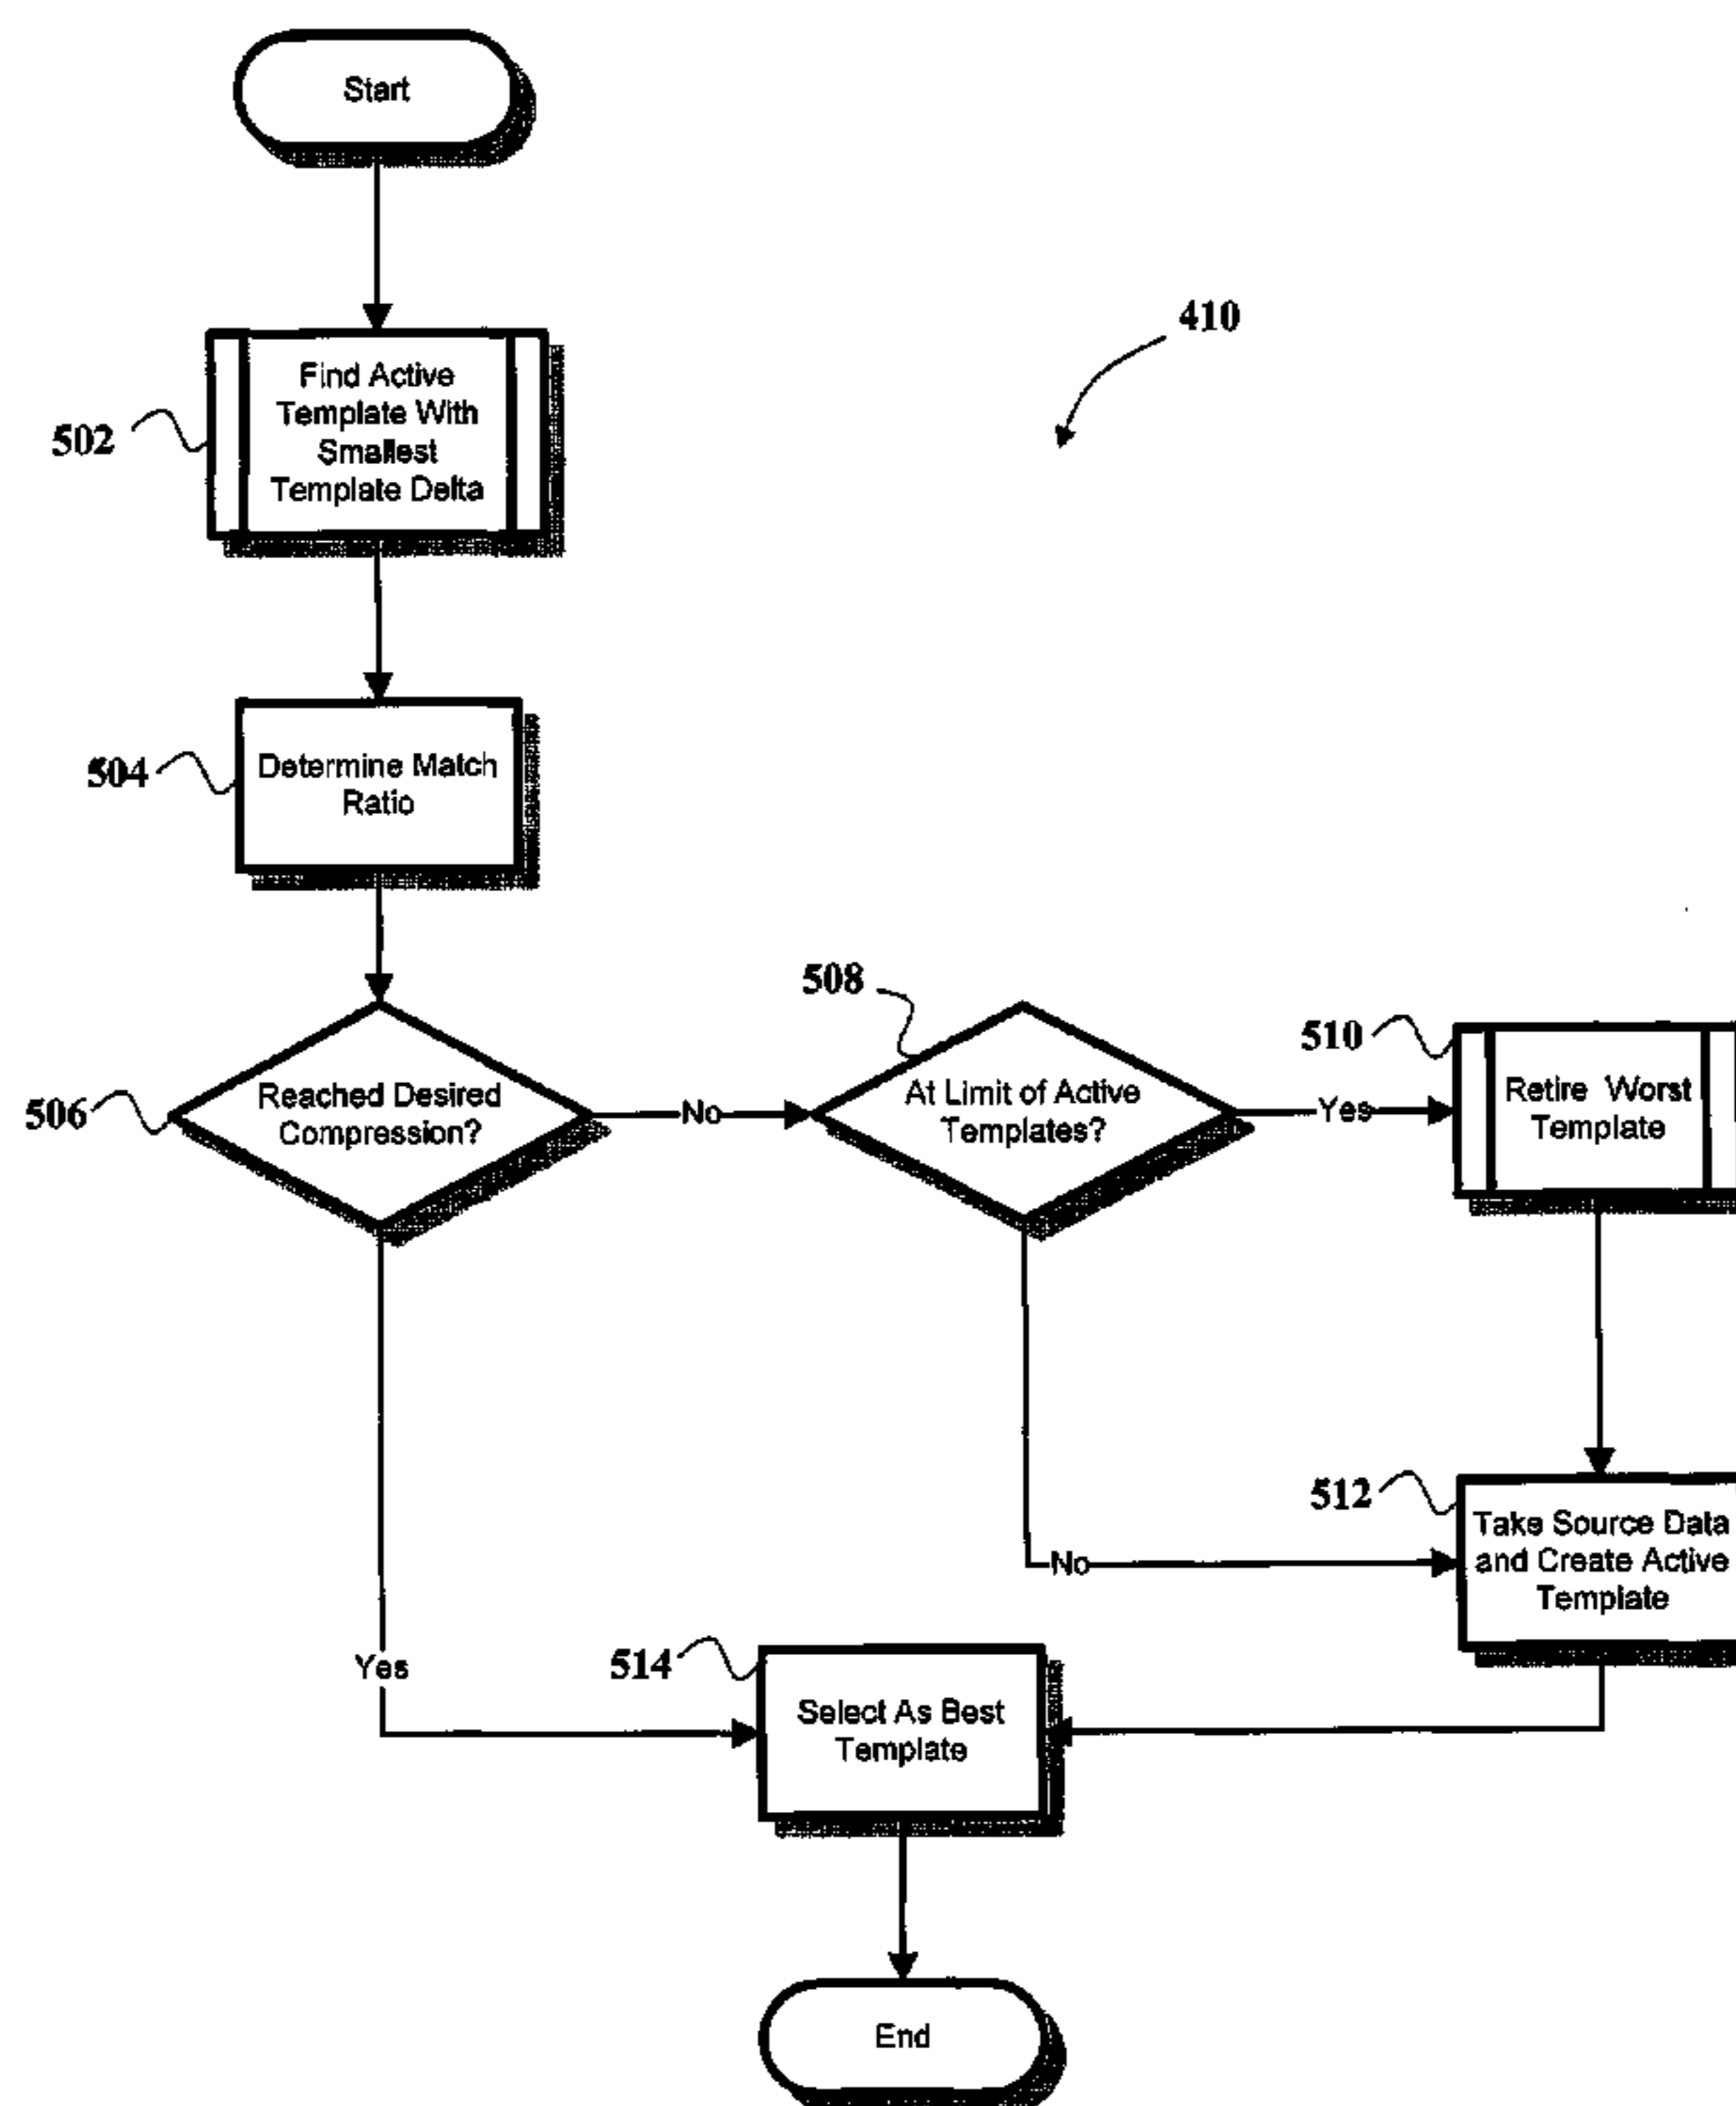 Start
410
502
Find Active
Template With
Smallest
Template Delta
504
Determine Match
Ratio
506
Reached Desired
Compression?
No
508
At Limit of Active
Templates?
Yes
510
Retire Worst
Template
512
Take Source Data
and Create Active
Template
No
Yes
514
Select As Best
Template
End